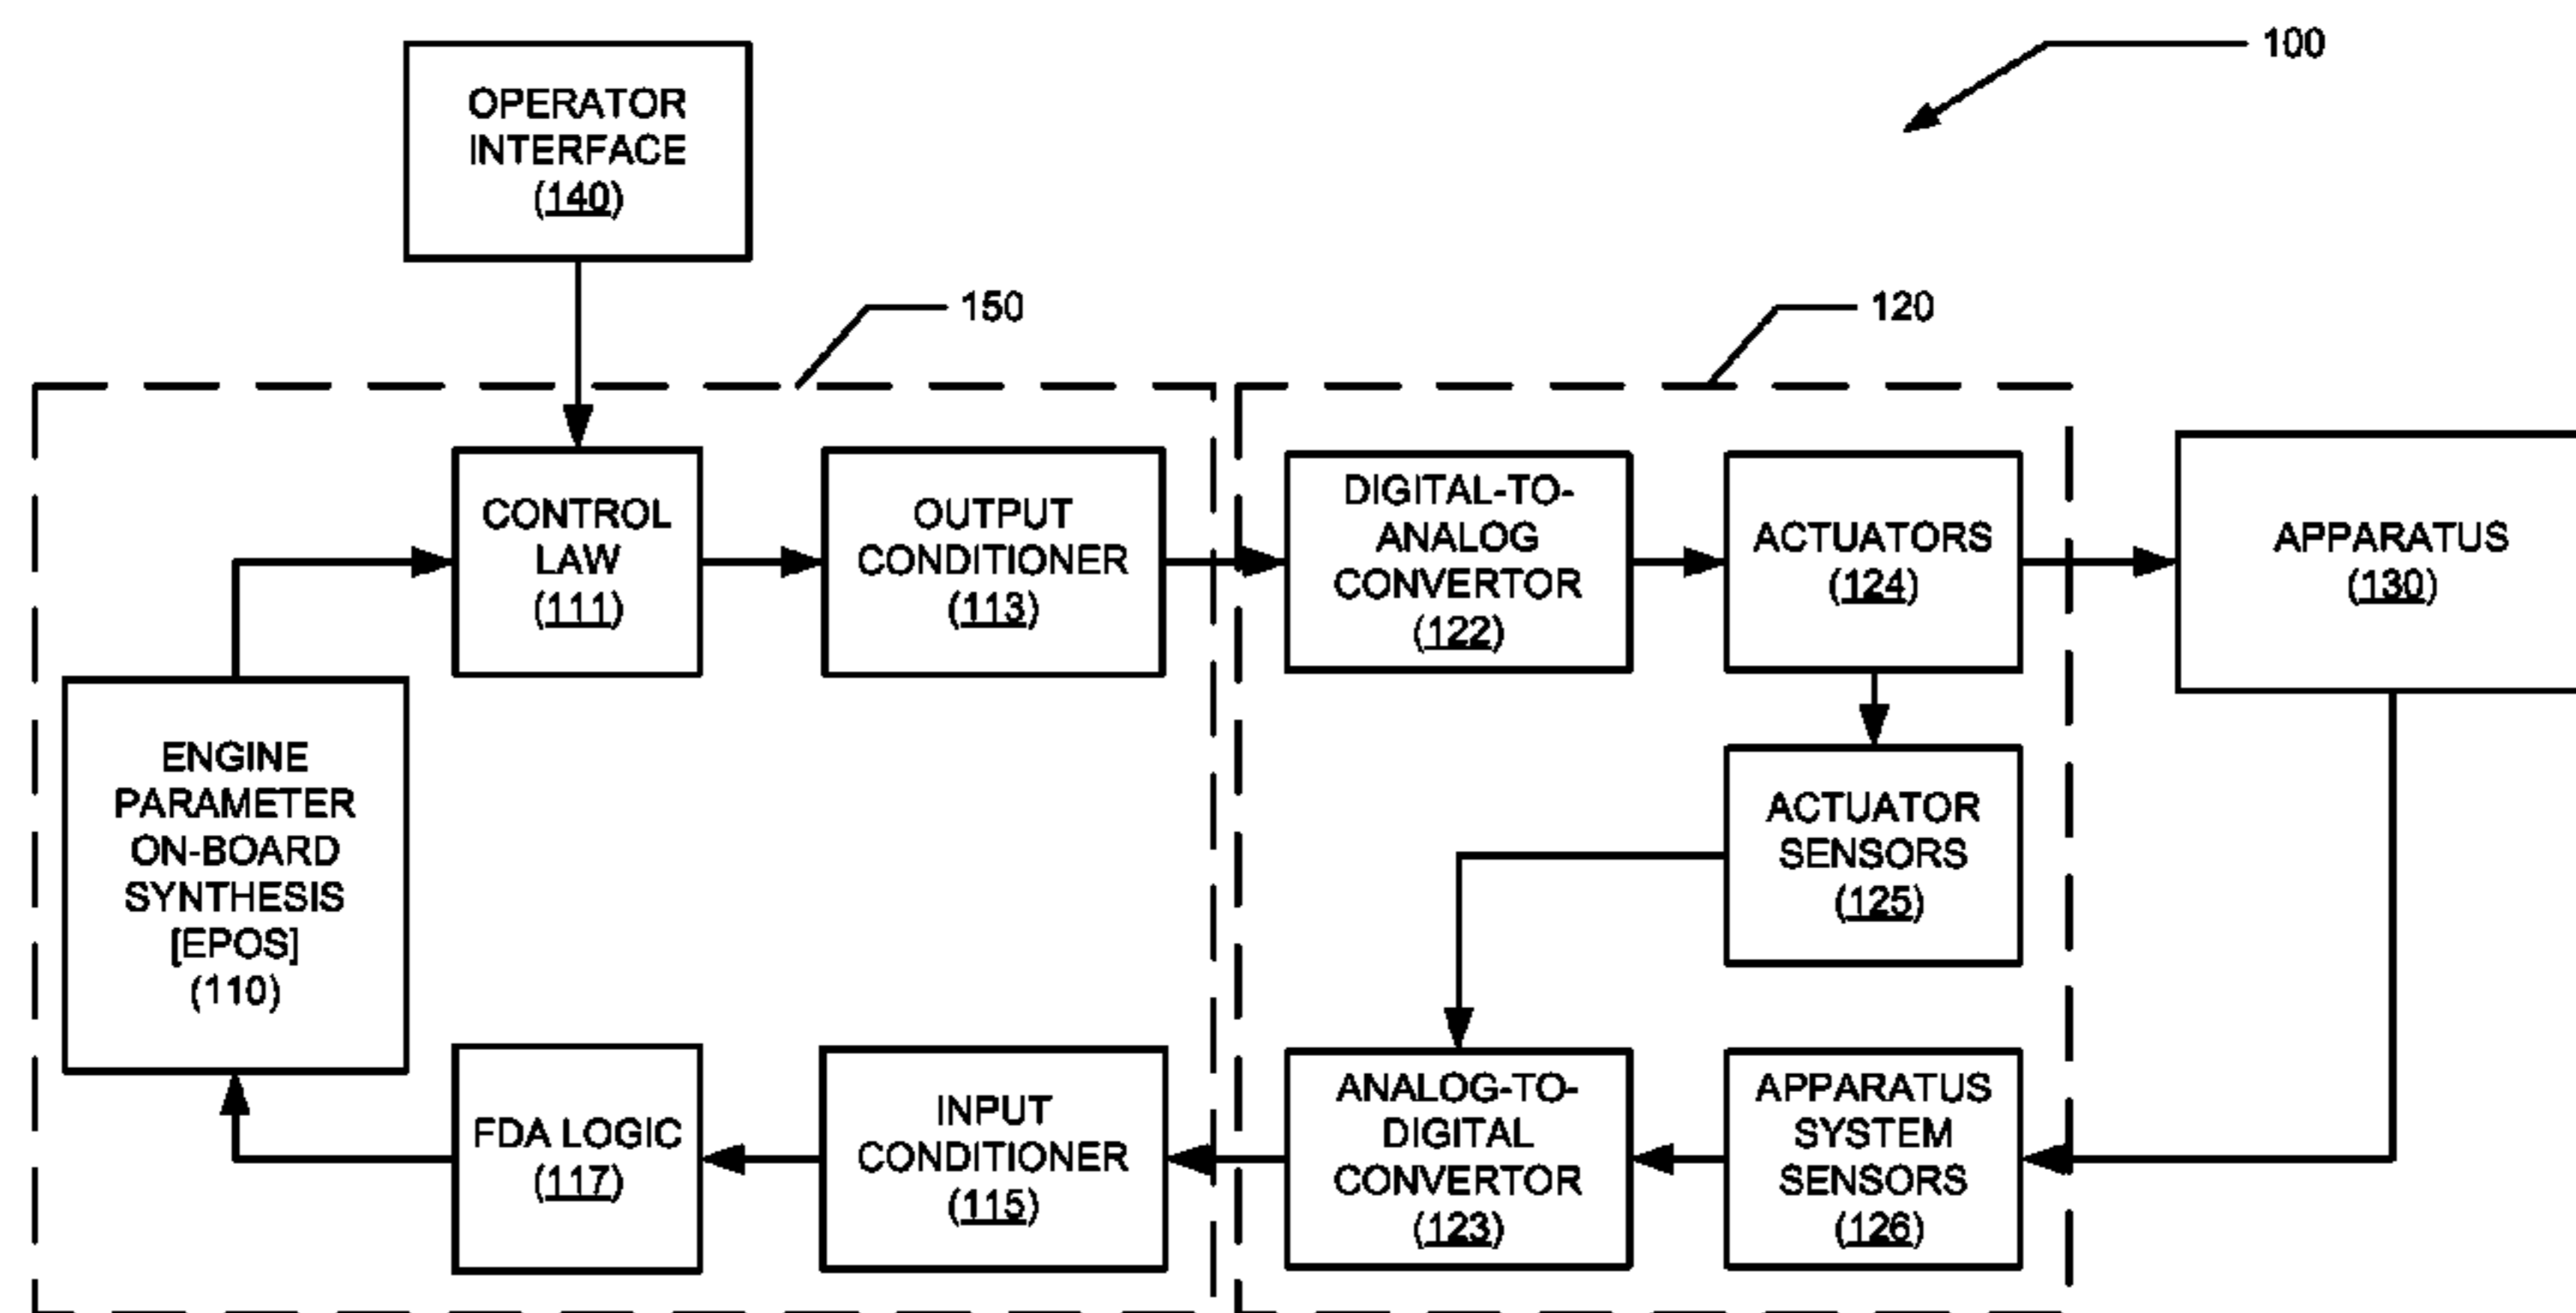 100
OPERATOR
INTERFACE
(140)
150
120
CONTROL
LAW
(111)
OUTPUT
CONDITIONER
(113)
DIGITAL-TO-
ANALOG
CONVERTOR
(122)
ACTUATORS
(124)
APPARATUS
(130)
ENGINE
PARAMETER
ON-BOARD
SYNTHESIS
[EPOS]
(110)
ACTUATOR
SENSORS
(125)
FDA LOGIC
(117)
INPUT
CONDITIONER
(115)
ANALOG-TO-
DIGITAL
CONVERTOR
(123)
APPARATUS
SYSTEM
SENSORS
(126)